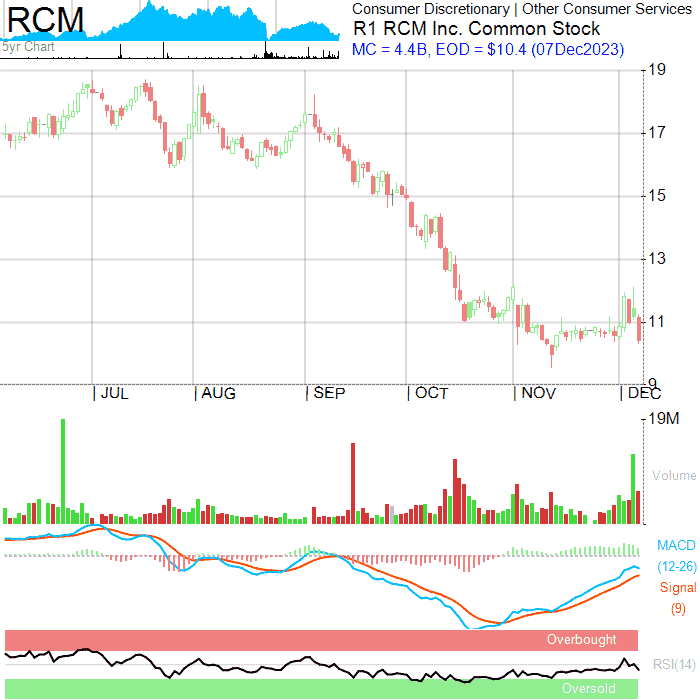 RCM
5yr Chart
Consumer Discretionary | Other Consumer Services
R1 RCM Inc. Common Stock
MC = 4.4B, EOD = $10.4 (07Dec2023)
19
17
15
13
11
9
| JUL | AUG | SEP | OCT | NOV | DEC
19M
Volume
MACD
(12-26)
Signal
(9)
Overbought
RSI(14)
Oversold